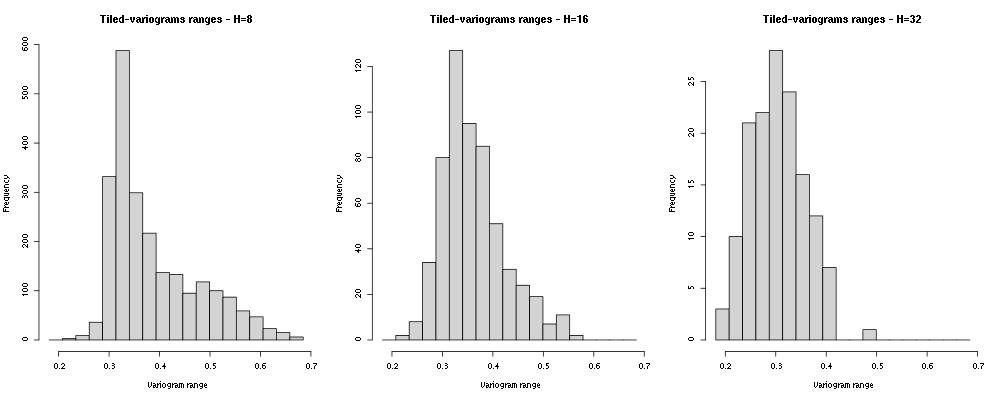 Tiled-variograms ranges - H=8
Tiled-variograms ranges - H=16
Tiled-variograms ranges - H=32
Frequency
0
100
200
300
400
500
600
0.2 0.3 0.4 0.5 0.6 0.7
Variogram range
Frequency
0
20
40
60
80
100
120
0.2 0.3 0.4 0.5 0.6 0.7
Variogram range
Frequency
0
5
10
15
20
25
0.2 0.3 0.4 0.5 0.6 0.7
Variogram range